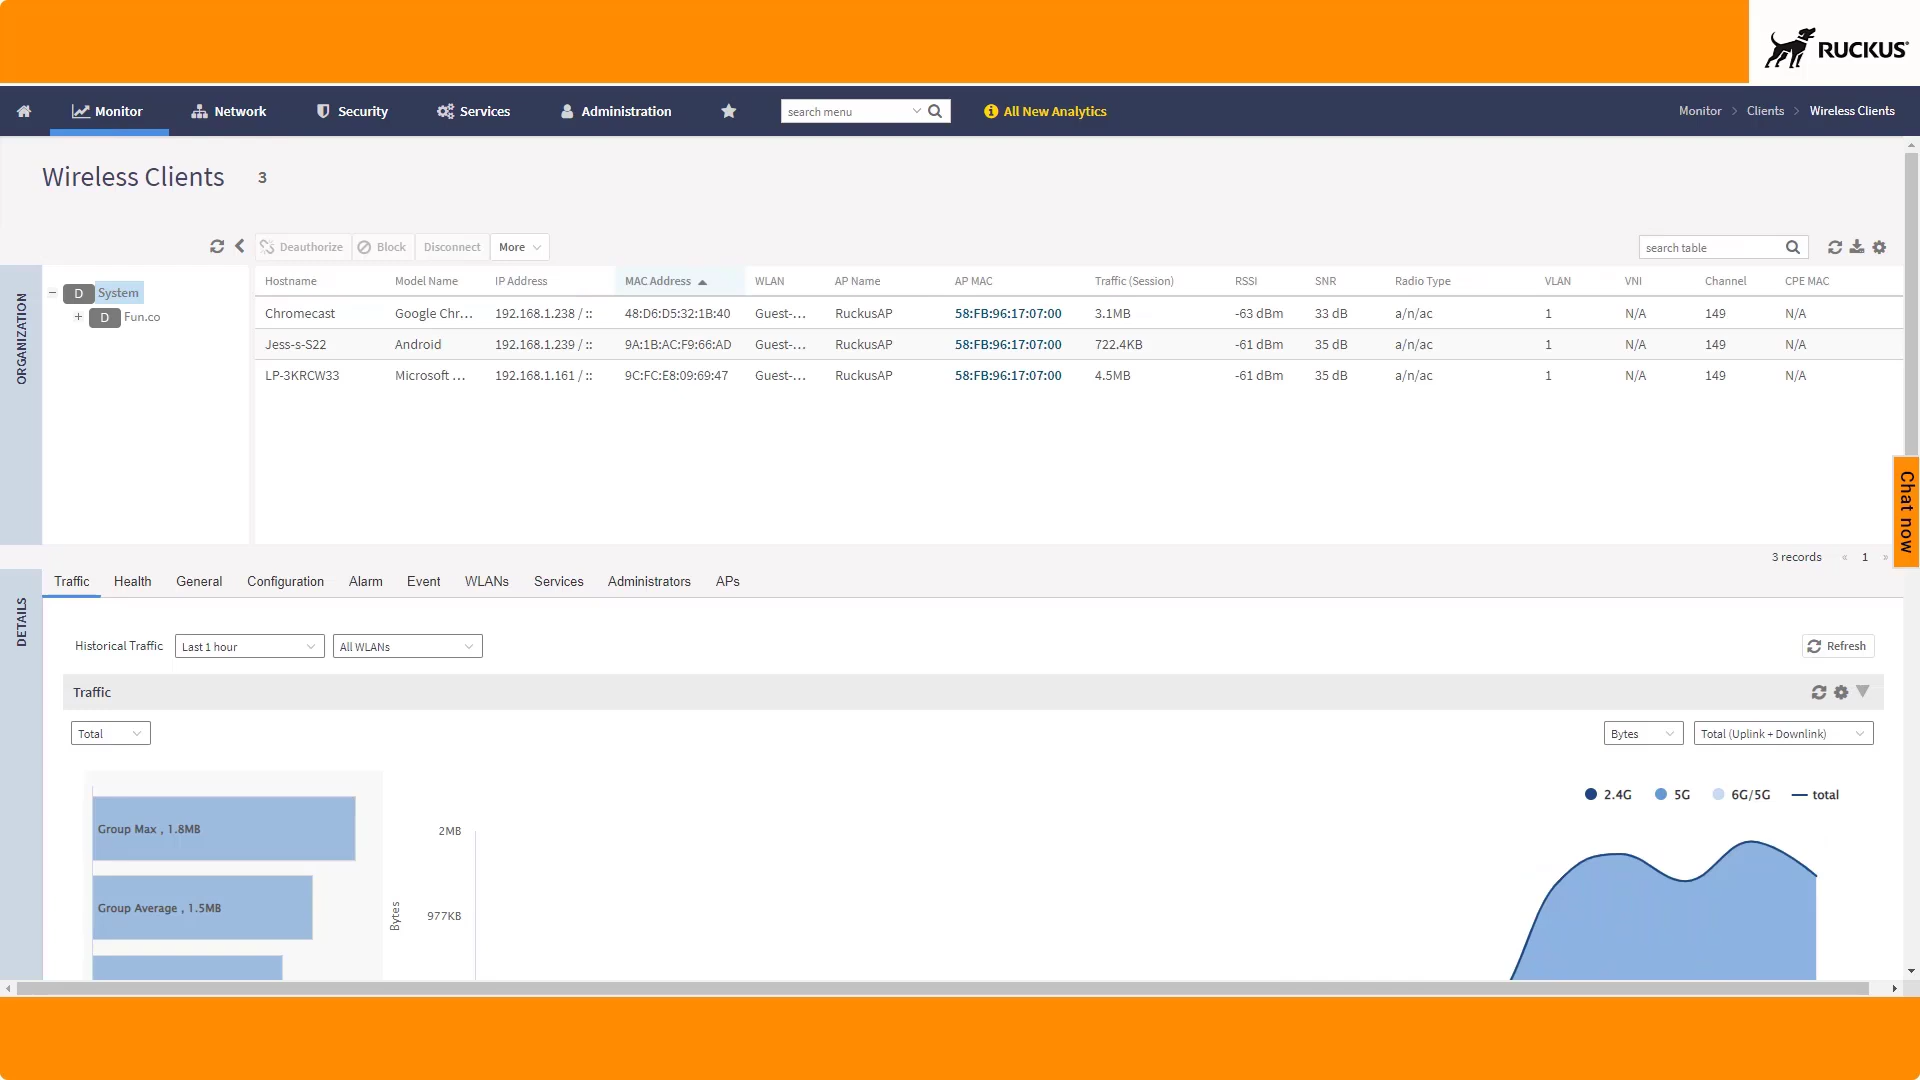 RUCKUS
Monitor Network Security Services Administration search menu All New Analytics Monitor > Clients > Wireless Clients
Wireless Clients 3
Deauthorize Block Disconnect More search table
ORGANIZATION
D System
D Fun.co
Hostname Model Name IP Address MAC Address WLAN AP Name AP MAC Traffic (Session) RSSI SNR Radio Type VLAN VNI Channel CPE MAC
Chromecast Google Chr... 192.168.1.238 / :: 48:D6:D5:32:1B:40 Guest-... RuckusAP 58:FB:96:17:07:00 3.1MB -63 dBm 33 dB a/n/ac 1 N/A 149 N/A
Jess-s-S22 Android 192.168.1.239 / :: 9A:1B:AC:F9:66:AD Guest-... RuckusAP 58:FB:96:17:07:00 722.4KB -61 dBm 35 dB a/n/ac 1 N/A 149 N/A
LP-3KRCW33 Microsoft ... 192.168.1.161 / :: 9C:FC:E8:09:69:47 Guest-... RuckusAP 58:FB:96:17:07:00 4.5MB -61 dBm 35 dB a/n/ac 1 N/A 149 N/A
Chat now
3 records « 1 »
DETAILS
Traffic Health General Configuration Alarm Event WLANs Services Administrators APs
Historical Traffic Last 1 hour All WLANs Refresh
Traffic
Total Bytes Total (Uplink + Downlink)
2.4G 5G 6G/5G total
Group Max , 1.8MB
Group Average , 1.5MB
Bytes
2MB
977KB